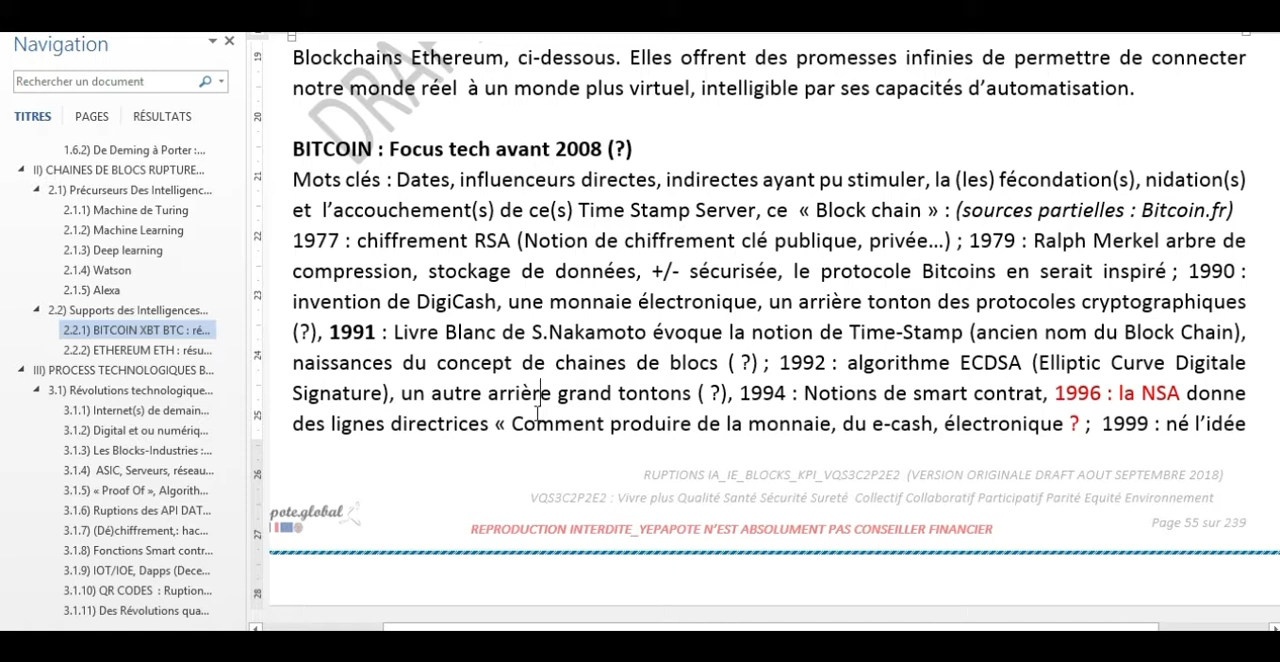 Navigation
Rechercher un document
TITRES PAGES RÉSULTATS
1.6.2) De Deming à Porter :...
II) CHAINES DE BLOCS RUPTURE...
2.1) Précurseurs Des Intelligenc...
2.1.1) Machine de Turing
2.1.2) Machine Learning
2.1.3) Deep learning
2.1.4) Watson
2.1.5) Alexa
2.2) Supports des Intelligences...
2.2.1) BITCOIN XBT BTC : ré...
2.2.2) ETHEREUM ETH : résu...
III) PROCESS TECHNOLOGIQUES B...
3.1) Révolutions technologique...
3.1.1) Internet(s) de demain...
3.1.2) Digital et ou numériq...
3.1.3) Les Blocks-Industries :...
3.1.4) ASIC, Serveurs, réseau...
3.1.5) « Proof Of », Algorith...
3.1.6) Ruptures des API DAT...
3.1.7) (Dé)chiffrement,: hac...
3.1.8) Fonctions Smart contr...
3.1.9) IOT/IOE, Dapps (Dece...
3.1.10) QR CODES : Ruption...
3.1.11) Des Révolutions qua...
19
20
21
22
23
24
25
26
27
28
DRA
Blockchains Ethereum, ci-dessous. Elles offrent des promesses infinies de permettre de connecter
notre monde réel à un monde plus virtuel, intelligible par ses capacités d'automatisation.
BITCOIN : Focus tech avant 2008 (?)
Mots clés : Dates, influenceurs directes, indirectes ayant pu stimuler, la (les) fécondation(s), nidation(s)
et l'accouchement(s) de ce(s) Time Stamp Server, ce « Block chain » : (sources partielles : Bitcoin.fr)
1977 : chiffrement RSA (Notion de chiffrement clé publique, privée...) ; 1979 : Ralph Merkel arbre de
compression, stockage de données, +/- sécurisée, le protocole Bitcoins en serait inspiré ; 1990 :
invention de DigiCash, une monnaie électronique, un arrière tonton des protocoles cryptographiques
(?), 1991 : Livre Blanc de S.Nakamoto évoque la notion de Time-Stamp (ancien nom du Block Chain),
naissances du concept de chaines de blocs ( ?) ; 1992 : algorithme ECDSA (Elliptic Curve Digitale
Signature), un autre arrière grand tontons ( ?), 1994 : Notions de smart contrat, 1996 : la NSA donne
des lignes directrices « Comment produire de la monnaie, du e-cash, électronique ? ; 1999 : né l'idée
RUPTIONS IA_IE_BLOCKS_KPI_VQS3C2P2E2 (VERSION ORIGINALE DRAFT AOUT SEPTEMBRE 2018)
VQS3C2P2E2 : Vivre plus Qualité Santé Sécurité Sureté Collectif Collaboratif Participatif Parité Equité Environnement
pote.global
Page 55 sur 239
REPRODUCTION INTERDITE_YEPAPOTE N'EST ABSOLUMENT PAS CONSEILLER FINANCIER